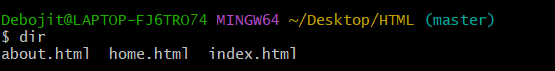 Debojit@LAPTOP-FJ6TRO74 MINGW64 ~/Desktop/HTML (master)
$ dir
about.html  home.html  index.html